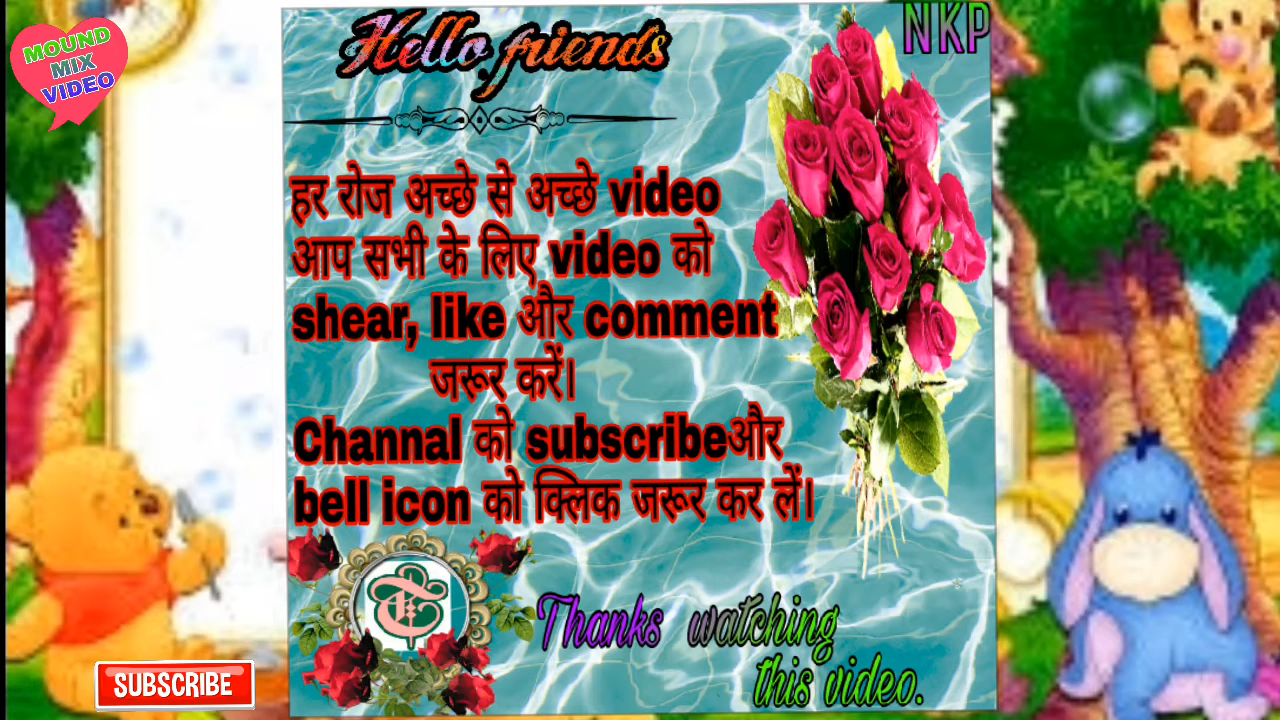 MOUND
MIX
VIDEO
Hello friends
NKP
हर रोज अच्छे से अच्छे video
आप सभी के लिए video को
shear, like और comment
जरूर करें।
Channal को subscribeऔर
bell icon को क्लिक जरूर कर लें।
Thanks watching
this video.
SUBSCRIBE